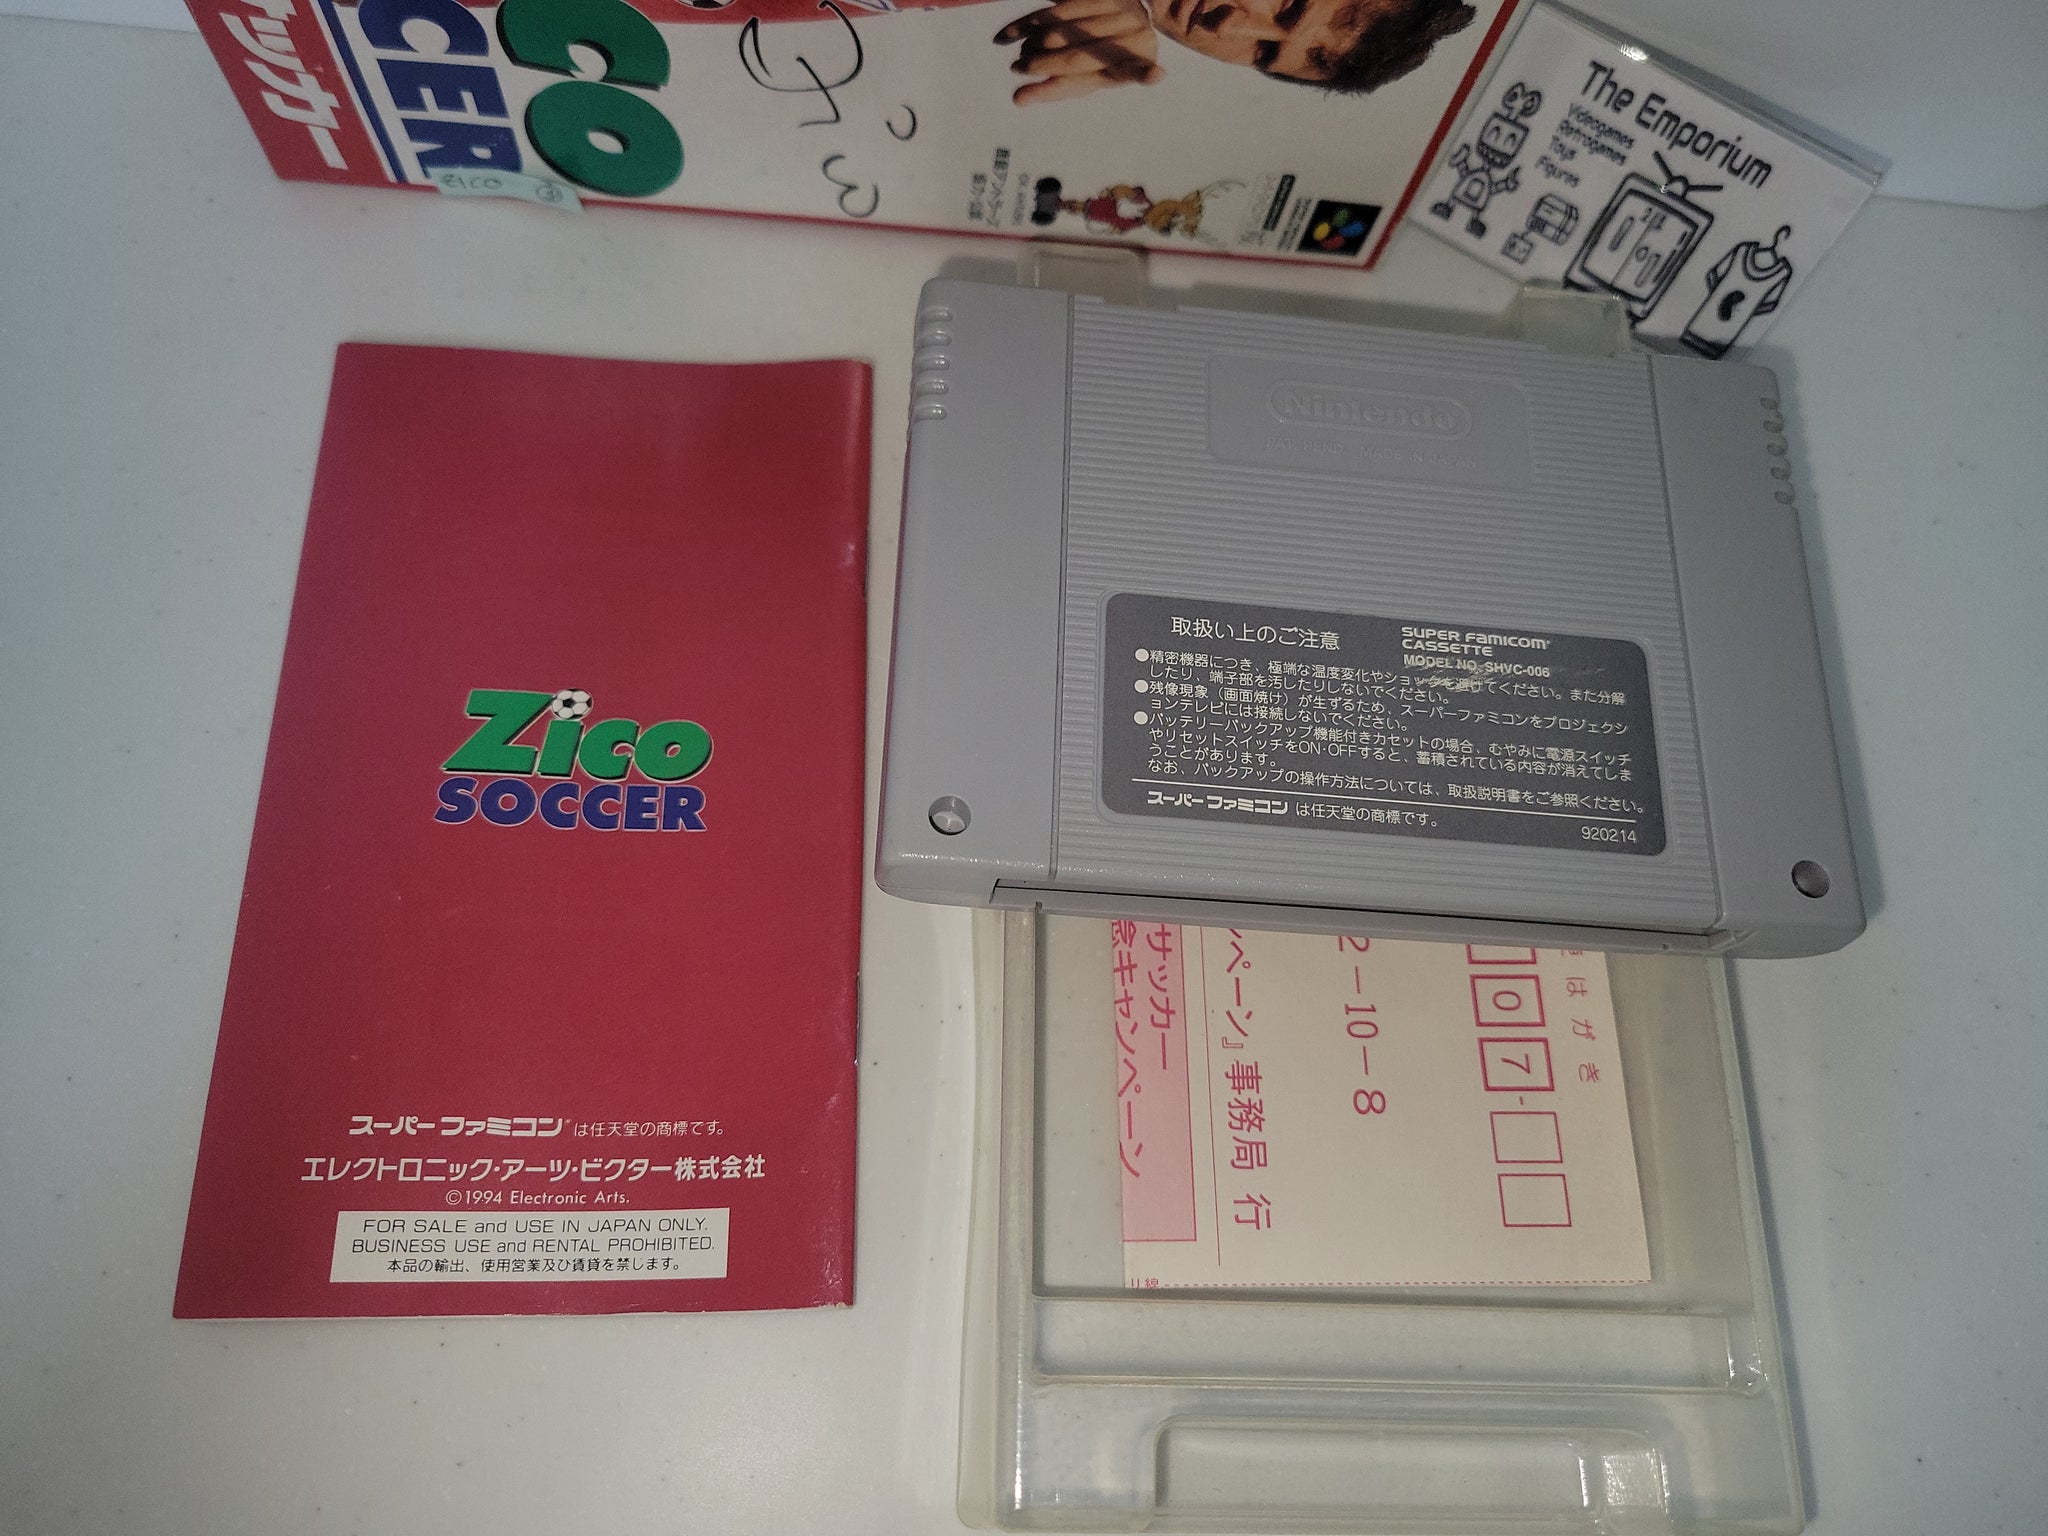 ッカー
CER
CO
ZICO
The Emporium
Videogames
Retrogames
Toys
Figures
Nintendo
PAT. PEND. MADE IN JAPAN
取扱い上のご注意
SUPER FAMICOM
CASSETTE
MODEL NO. SHVC-006
●精密機器につき、極端な温度変化やショックを避けてください。また分解
したり、端子部を汚したりしないでください。
●残像現象（画面焼け）が生ずるため、スーパーファミコンをプロジェクシ
ョンテレビには接続しないでください。
●バッテリーバックアップ機能付きカセットの場合、むやみに電源スイッチ
やリセットスイッチをON・OFFすると、蓄積されている内容が消えてしま
うことがあります。
なお、バックアップの操作方法については、取扱説明書をご参照ください。
スーパーファミコンは任天堂の商標です。
920214
Zico
SOCCER
スーパーファミコンは任天堂の商標です。
エレクトロニック・アーツ・ビクター株式会社
©1994 Electronic Arts.
FOR SALE and USE IN JAPAN ONLY.
BUSINESS USE and RENTAL PROHIBITED.
本品の輸出、使用営業及び賃貸を禁じます。
便はがき
07-
2-10-8
ンペーン』事務局 行
サッカー
念キャンペーン
リ線